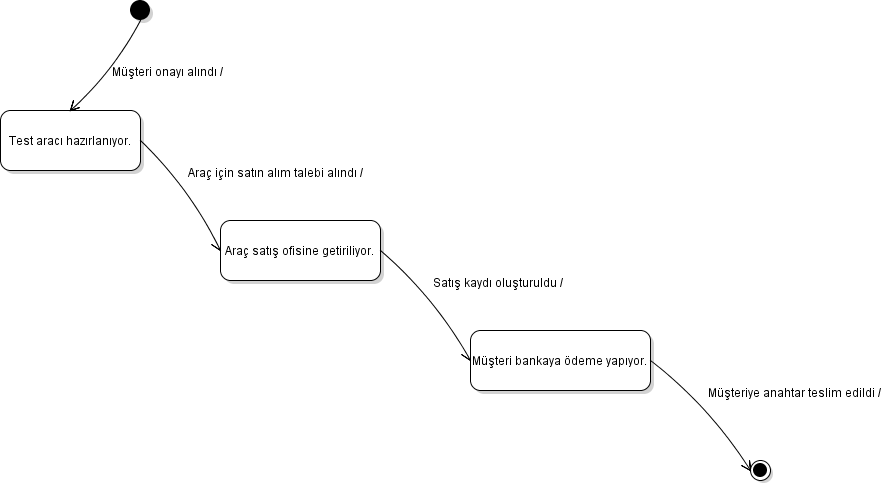 Müşteri onayı alındı /
Test aracı hazırlanıyor.
Araç için satın alım talebi alındı /
Araç satış ofisine getiriliyor.
Satış kaydı oluşturuldu /
Müşteri bankaya ödeme yapıyor.
Müşteriye anahtar teslim edildi /